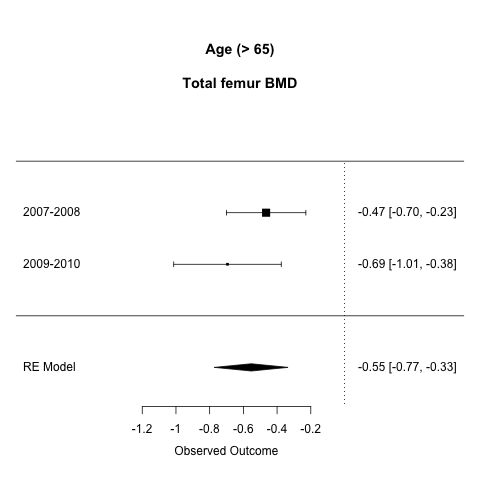 Age (> 65)
Total femur BMD
2007-2008 -0.47 [-0.70, -0.23]
2009-2010 -0.69 [-1.01, -0.38]
RE Model -0.55 [-0.77, -0.33]
-1.2 -1 -0.8 -0.6 -0.4 -0.2
Observed Outcome